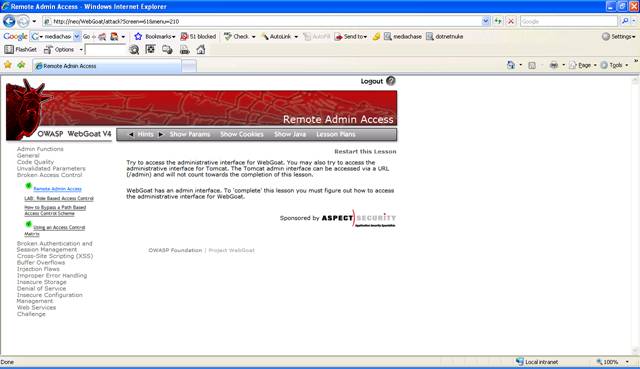 Remote Admin Access - Windows Internet Explorer
http://neo/WebGoat/attack?Screen=61&menu=210
Google
Google
mediachase
Go
Bookmarks
51 blocked
Check
AutoLink
AutoFill
Send to
mediachase
dotnetnuke
Settings
FlashGet
Options
Remote Admin Access
Page
Tools
Logout ?
Remote Admin Access
OWASP WebGoat V4
Hints
Show Params
Show Cookies
Show Java
Lesson Plans
Admin Functions
General
Code Quality
Unvalidated Parameters
Broken Access Control
Remote Admin Access
LAB: Role Based Access Control
How to Bypass a Path Based
Access Control Scheme
Using an Access Control
Matrix
Broken Authentication and
Session Management
Cross-Site Scripting (XSS)
Buffer Overflows
Injection Flaws
Improper Error Handling
Insecure Storage
Denial of Service
Insecure Configuration
Management
Web Services
Challenge
Restart this Lesson
Try to access the administrative interface for WebGoat. You may also try to access the
administrative interface for Tomcat. The Tomcat admin interface can be accessed via a URL
(/admin) and will not count towards the completion of this lesson.
WebGoat has an admin interface. To 'complete' this lesson you must figure out how to access
the administrative interface for WebGoat.
Sponsored by ASPECT SECURITY
Application Security Specialists
OWASP Foundation | Project WebGoat
Done
Local intranet
100%